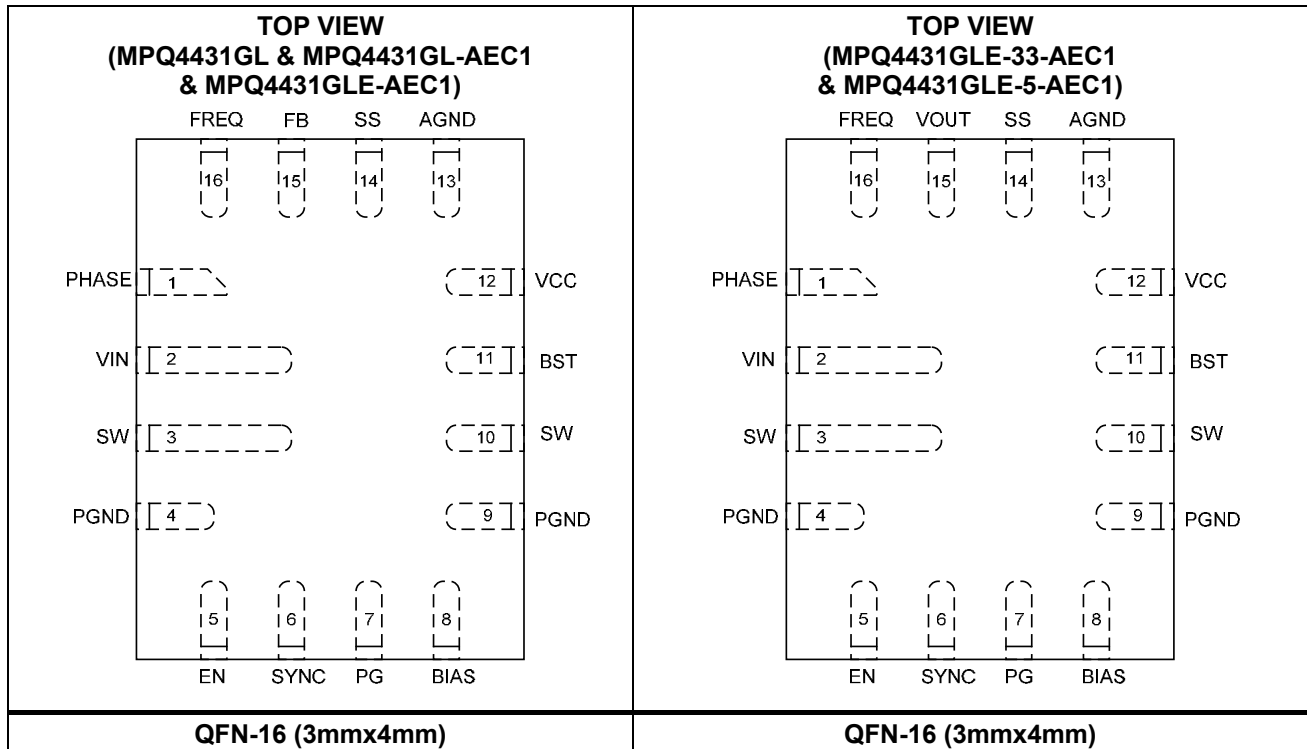 TOP VIEW
(MPQ4431GL & MPQ4431GL-AEC1
& MPQ4431GLE-AEC1)
FREQ FB SS AGND
16 15 14 13
PHASE 1 12 VCC
VIN 2 11 BST
SW 3 10 SW
PGND 4 9 PGND
5 6 7 8
EN SYNC PG BIAS
QFN-16 (3mmx4mm)
TOP VIEW
(MPQ4431GLE-33-AEC1
& MPQ4431GLE-5-AEC1)
FREQ VOUT SS AGND
16 15 14 13
PHASE 1 12 VCC
VIN 2 11 BST
SW 3 10 SW
PGND 4 9 PGND
5 6 7 8
EN SYNC PG BIAS
QFN-16 (3mmx4mm)